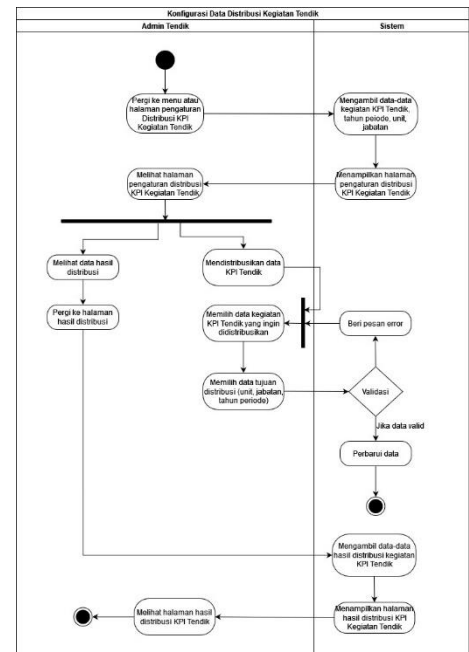 Konfigurasi Data Distribusi Kegiatan Tendik
Admin Tendik
Sistem
Pergi ke menu atau
halaman pengaturan
Distribusi KPI
Kegiatan Tendik
Mengambil data-data
kegiatan KPI Tendik,
tahun peiode, unit,
jabatan
Melihat halaman
pengaturan distribusi
KPI Kegiatan Tendik
Menampilkan halaman
pengaturan distribusi
KPI Kegiatan Tendik
Melihat data hasil
distribusi
Mendistribusikan data
KPI Tendik
Pergi ke halaman
hasil distribusi
Memilih data kegiatan
KPI Tendik yang ingin
didistribusikan
Beri pesan error
Memilih data tujuan
distribusi (unit, jabatan,
tahun periode)
Validasi
Jika data valid
Perbarui data
Mengambil data-data
hasil distribusi kegiatan
KPI Tendik
Melihat halaman hasil
distribusi KPI Tendik
Menampilkan halaman
hasil distribusi KPI
Kegiatan Tendik